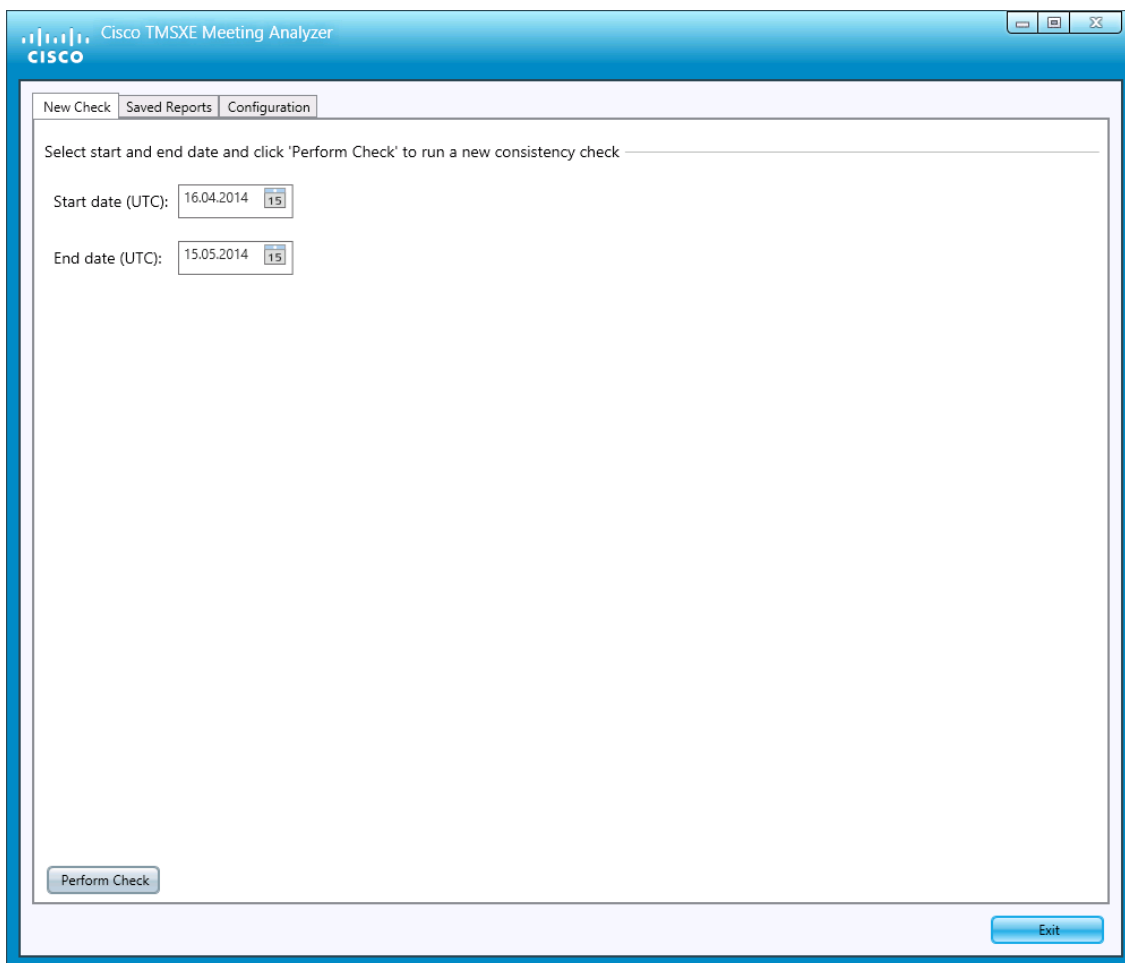 Cisco TMSXE Meeting Analyzer
CISCO
New Check Saved Reports Configuration
Select start and end date and click 'Perform Check' to run a new consistency check
Start date (UTC): 16.04.2014 15
End date (UTC): 15.05.2014 15
Perform Check
Exit